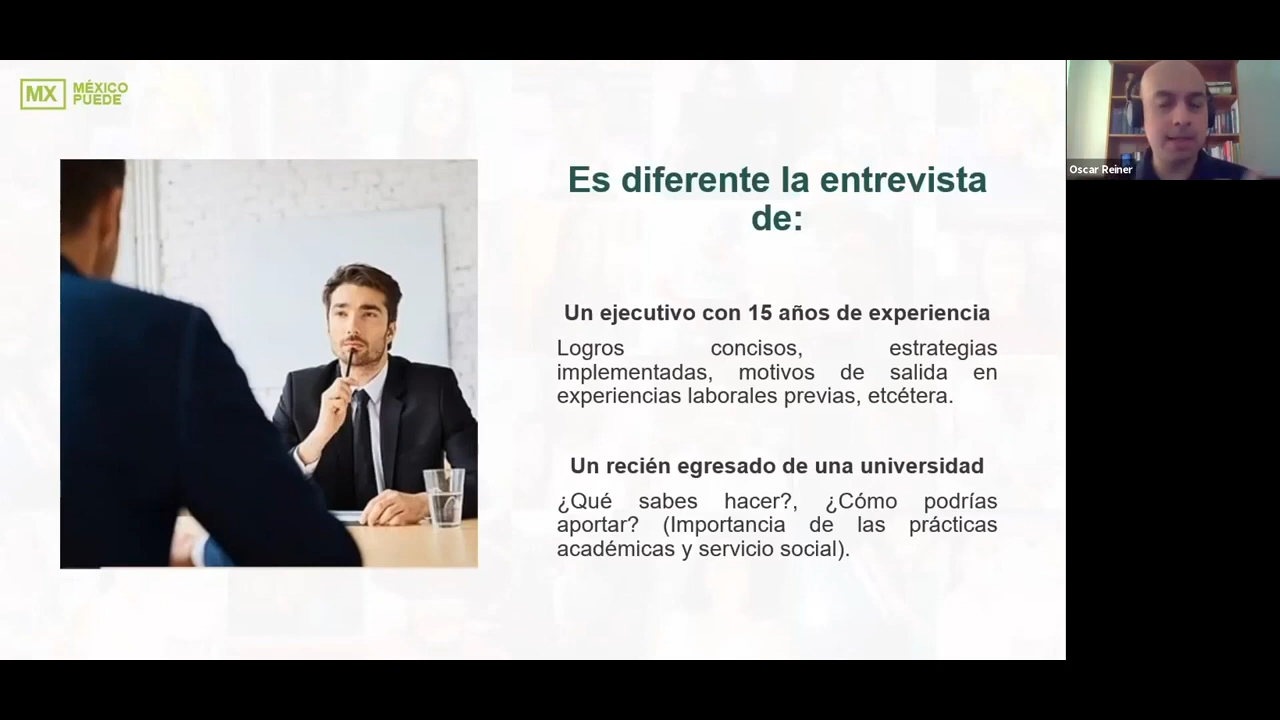 MX MÉXICO
PUEDE
Es diferente la entrevista
de:
Un ejecutivo con 15 años de experiencia
Logros concisos, estrategias
implementadas, motivos de salida en
experiencias laborales previas, etcétera.
Un recién egresado de una universidad
¿Qué sabes hacer?, ¿Cómo podrías
aportar? (Importancia de las prácticas
académicas y servicio social).
Oscar Reiner